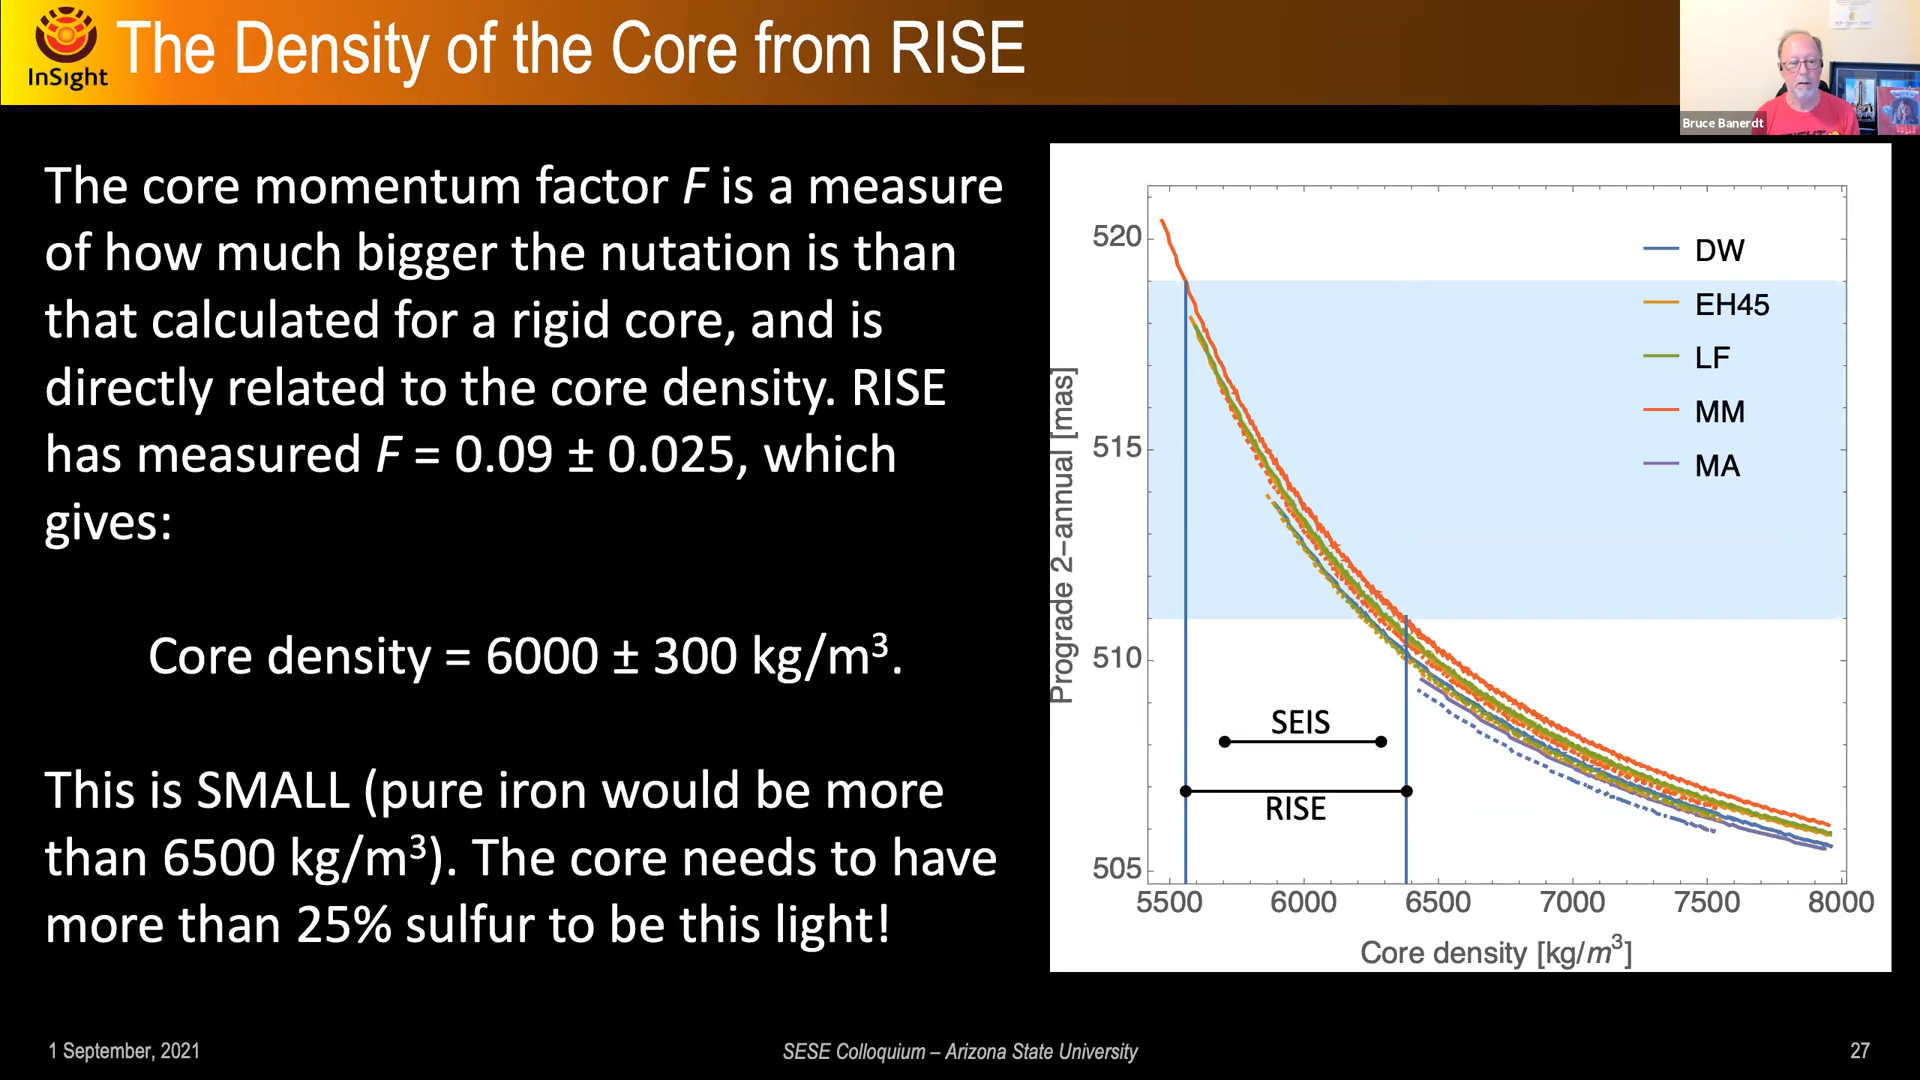 InSight
The Density of the Core from RISE
Bruce Banerdt
The core momentum factor F is a measure
of how much bigger the nutation is than
that calculated for a rigid core, and is
directly related to the core density. RISE
has measured F = 0.09 ± 0.025, which
gives:
Core density = 6000 ± 300 kg/m³.
This is SMALL (pure iron would be more
than 6500 kg/m³). The core needs to have
more than 25% sulfur to be this light!
Prograde 2-annual [mas]
520
515
510
505
DW
EH45
LF
MM
MA
SEIS
RISE
5500 6000 6500 7000 7500 8000
Core density [kg/m³]
1 September, 2021
SESE Colloquium – Arizona State University
27